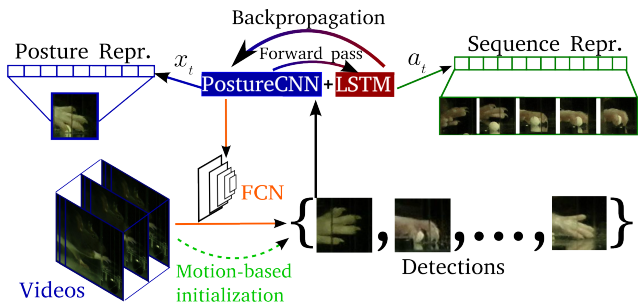 Backpropagation
Posture Repr.
x_t
Forward pass
a_t
Sequence Repr.
PostureCNN + LSTM
FCN
{ , , ..., }
Motion-based
initialization
Videos
Detections